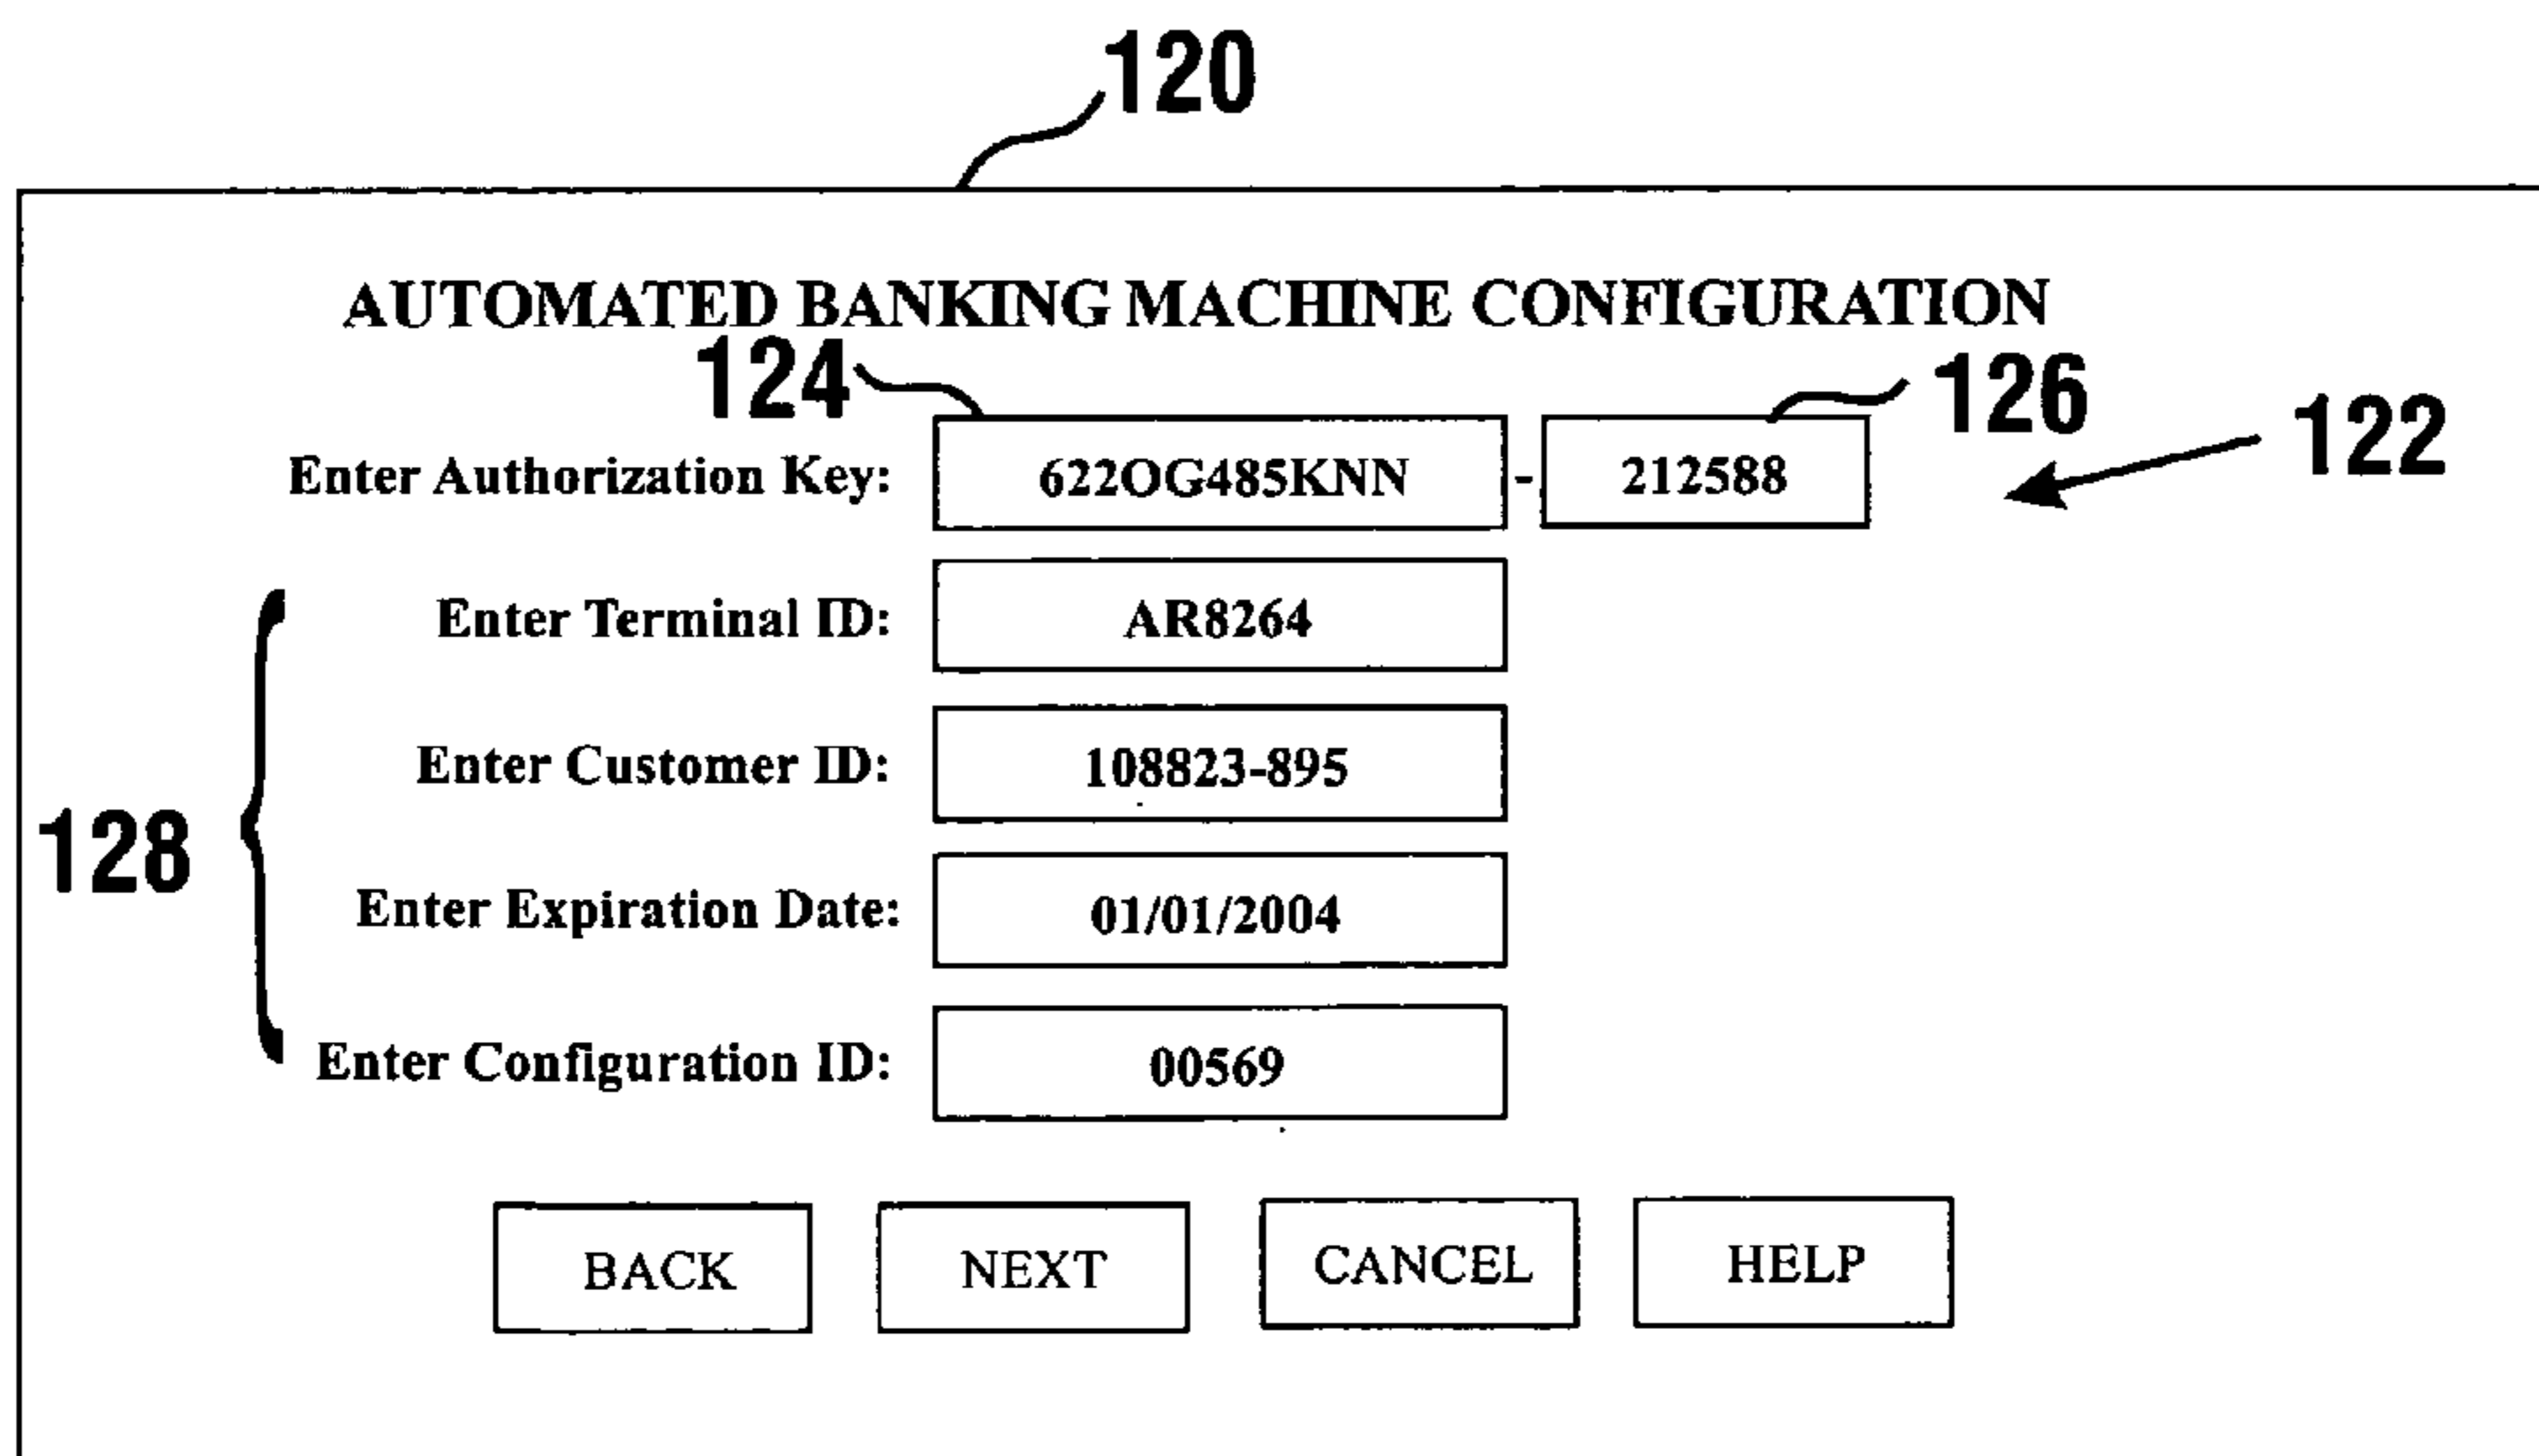 120
AUTOMATED BANKING MACHINE CONFIGURATION
124 126 122
Enter Authorization Key: 622OG485KNN - 212588
Enter Terminal ID: AR8264
Enter Customer ID: 108823-895
128
Enter Expiration Date: 01/01/2004
Enter Configuration ID: 00569
BACK NEXT CANCEL HELP